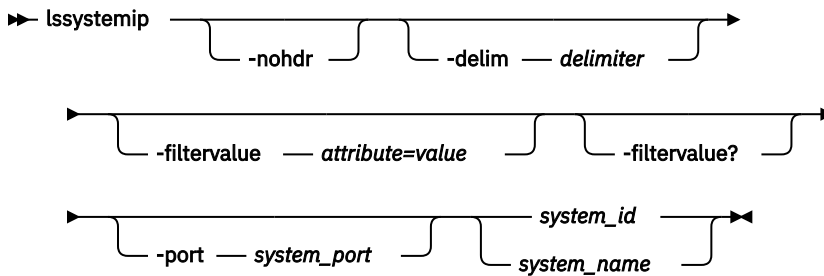 lssystemip
-nohdr -delim delimiter
-filtervalue attribute=value -filtervalue?
system_id
-port system_port system_name